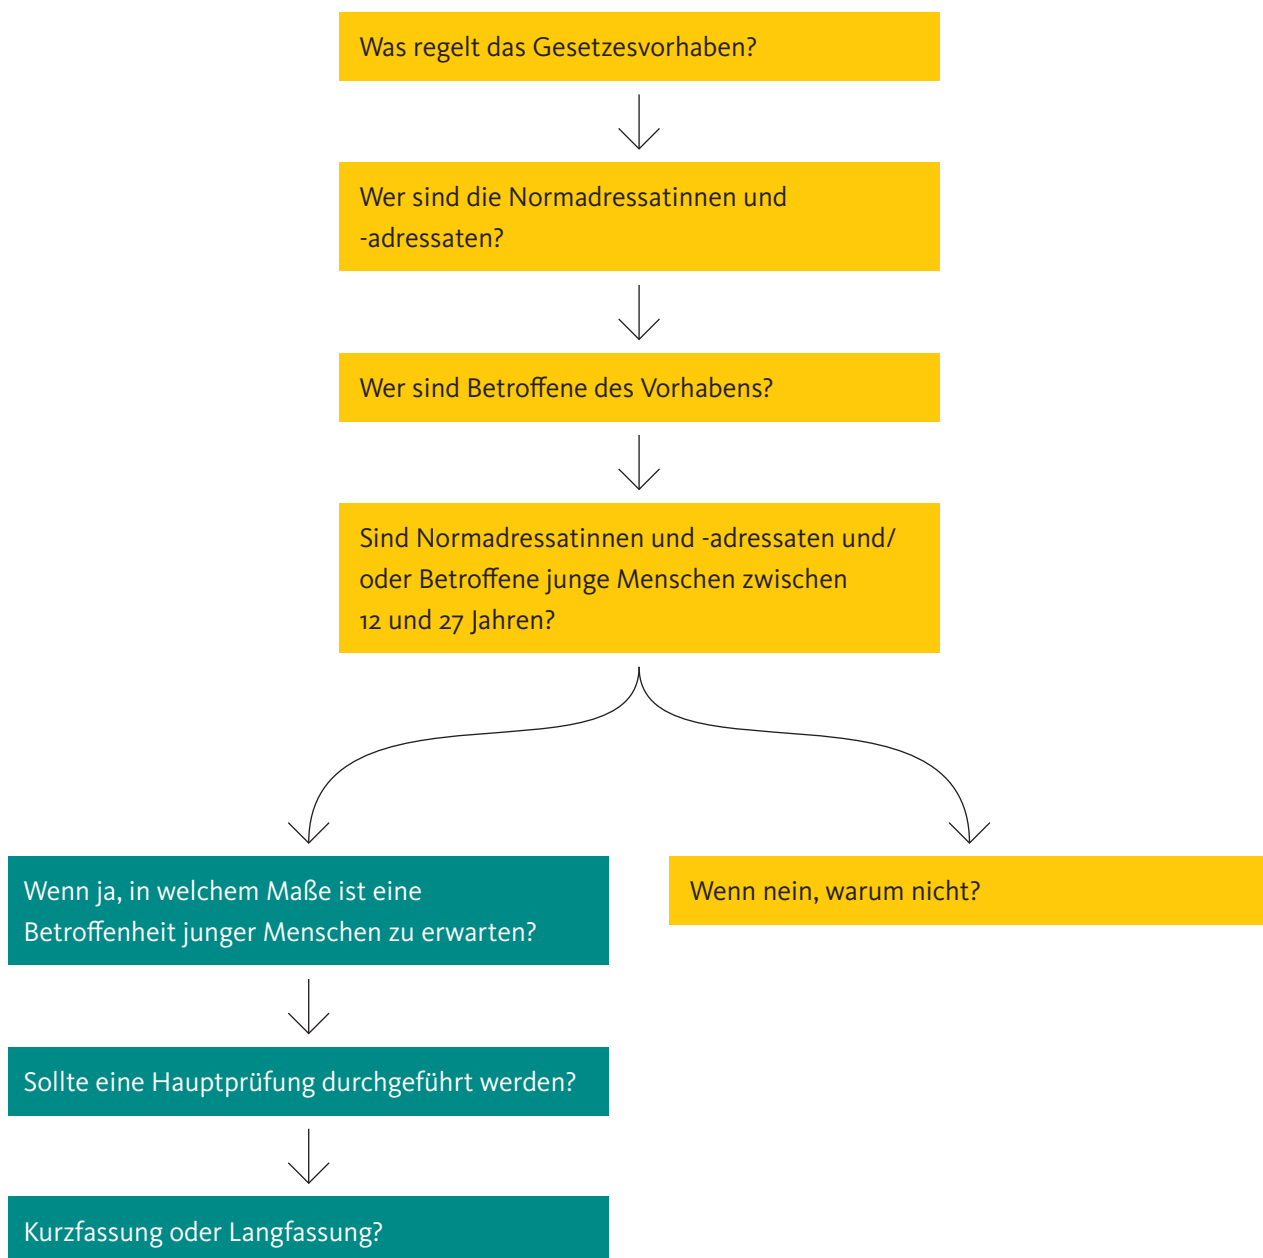 Was regelt das Gesetzesvorhaben?
Wer sind die Normadressatinnen und
-adressaten?
Wer sind Betroffene des Vorhabens?
Sind Normadressatinnen und -adressaten und/
oder Betroffene junge Menschen zwischen
12 und 27 Jahren?
Wenn ja, in welchem Maße ist eine
Betroffenheit junger Menschen zu erwarten?
Wenn nein, warum nicht?
Sollte eine Hauptprüfung durchgeführt werden?
Kurzfassung oder Langfassung?